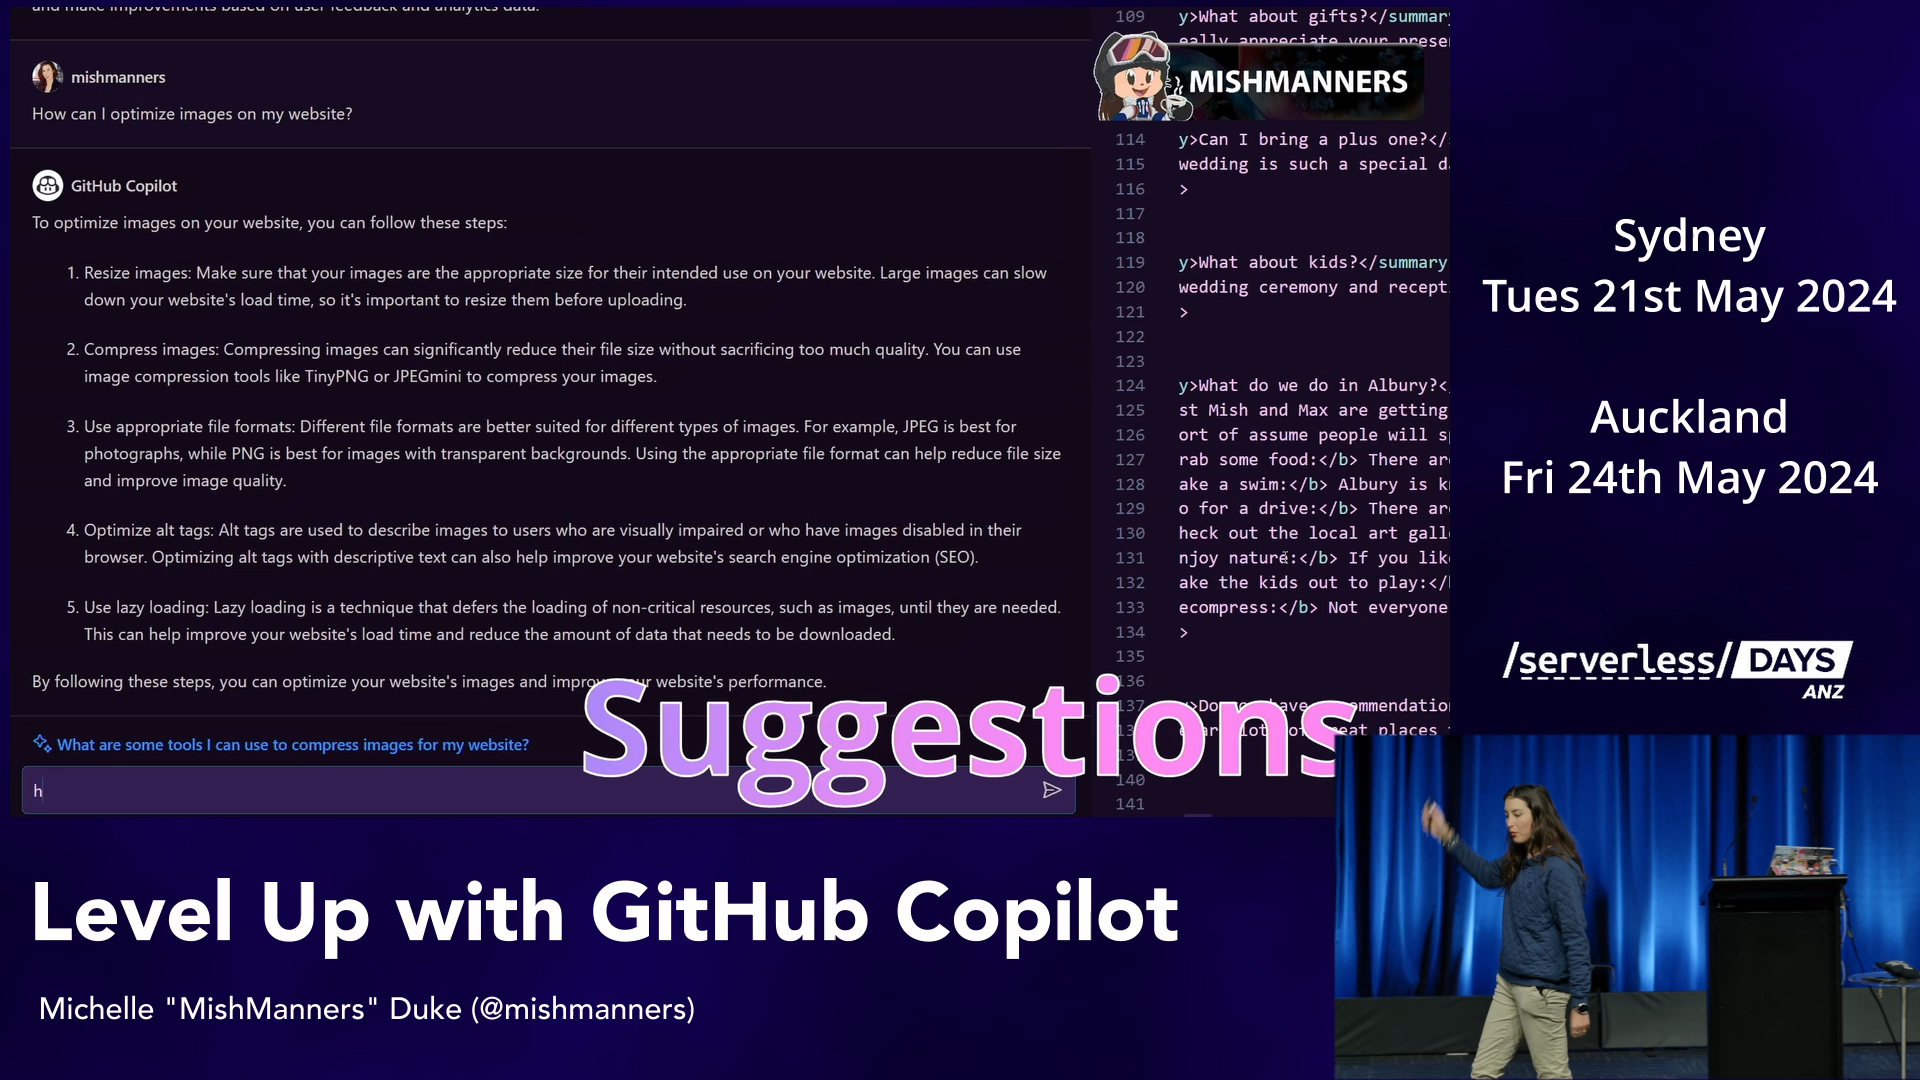 and make improvements based on user feedback and analytics data.
mishmanners
How can I optimize images on my website?
GitHub Copilot
To optimize images on your website, you can follow these steps:
1. Resize images: Make sure that your images are the appropriate size for their intended use on your website. Large images can slow
down your website's load time, so it's important to resize them before uploading.
2. Compress images: Compressing images can significantly reduce their file size without sacrificing too much quality. You can use
image compression tools like TinyPNG or JPEGmini to compress your images.
3. Use appropriate file formats: Different file formats are better suited for different types of images. For example, JPEG is best for
photographs, while PNG is best for images with transparent backgrounds. Using the appropriate file format can help reduce file size
and improve image quality.
4. Optimize alt tags: Alt tags are used to describe images to users who are visually impaired or who have images disabled in their
browser. Optimizing alt tags with descriptive text can also help improve your website's search engine optimization (SEO).
5. Use lazy loading: Lazy loading is a technique that defers the loading of non-critical resources, such as images, until they are needed.
This can help improve your website's load time and reduce the amount of data that needs to be downloaded.
By following these steps, you can optimize your website's images and website's performance.
What are some tools I can use to compress images for my website?
h
Suggestions
109 y>What about gifts?</summary
eally appreciate your prese
MISHMANNERS
114 y>Can I bring a plus one?</
115 wedding is such a special d
116 >
117
118
119 y>What about kids?</summary
120 wedding ceremony and recept
121 >
122
123
124 y>What do we do in Albury?<
125 st Mish and Max are getting
126 ort of assume people will s
127 rab some food:</b> There ar
128 ake a swim:</b> Albury is k
129 o for a drive:</b> There ar
130 heck out the local art gall
131 njoy nature:</b> If you lik
132 ake the kids out to play:</
133 ecompress:</b> Not everyone
134 >
135
136
137
140
141
Sydney
Tues 21st May 2024
Auckland
Fri 24th May 2024
/serverless/DAYS
ANZ
Level Up with GitHub Copilot
Michelle "MishManners" Duke (@mishmanners)